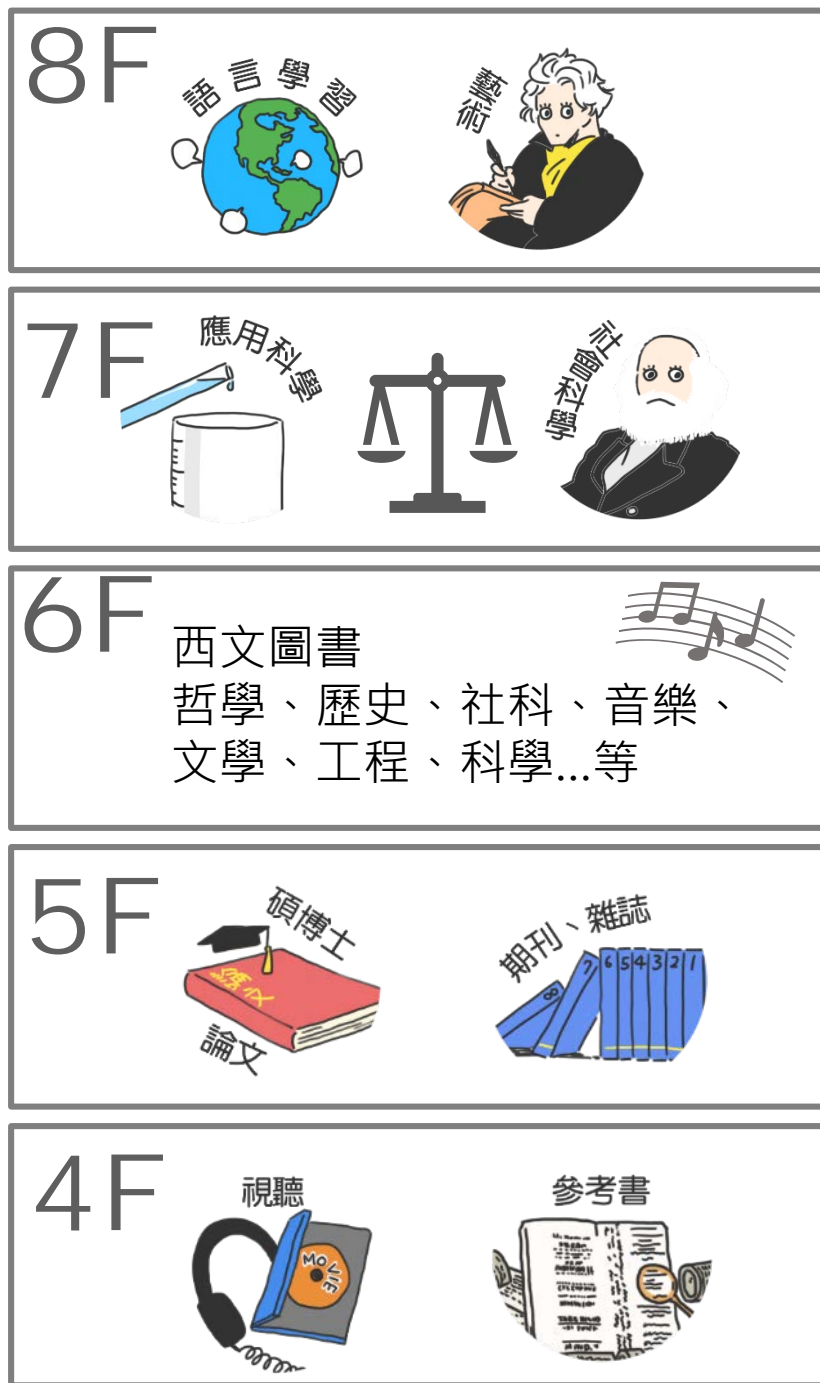 8F
語言學習
藝術
7F
應用科學
社會科學
6F
西文圖書
哲學、歷史、社科、音樂、
文學、工程、科學...等
5F
碩博士
論文
期刊、雜誌
8 7 6 5 4 3 2 1
4F
視聽
MOVIE
參考書